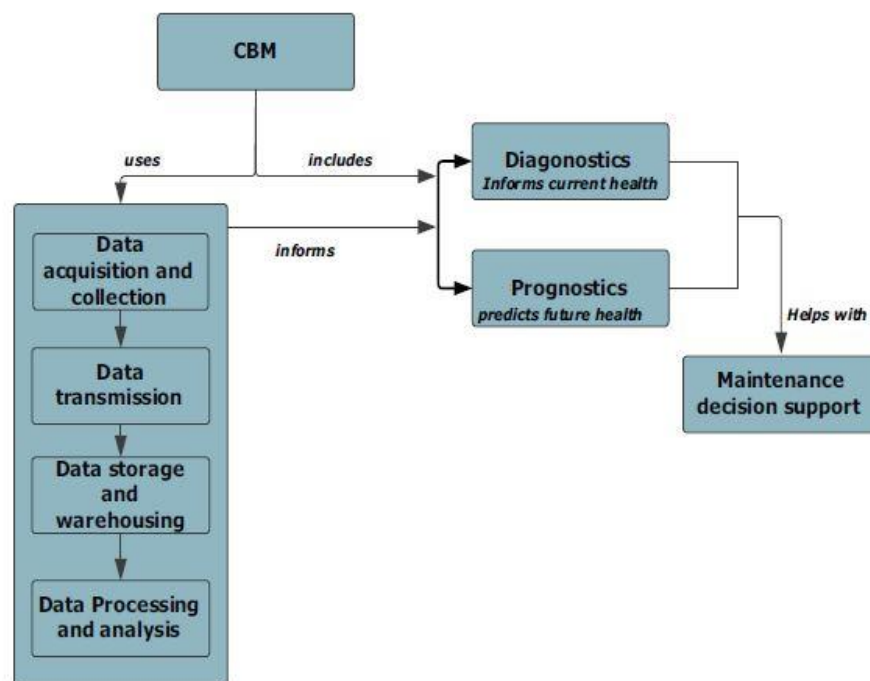 CBM
uses
includes
Diagonostics
Informs current health
Data
acquisition and
collection
informs
Prognostics
predicts future health
Helps with
Data
transmission
Maintenance
decision support
Data storage
and
warehousing
Data Processing
and analysis